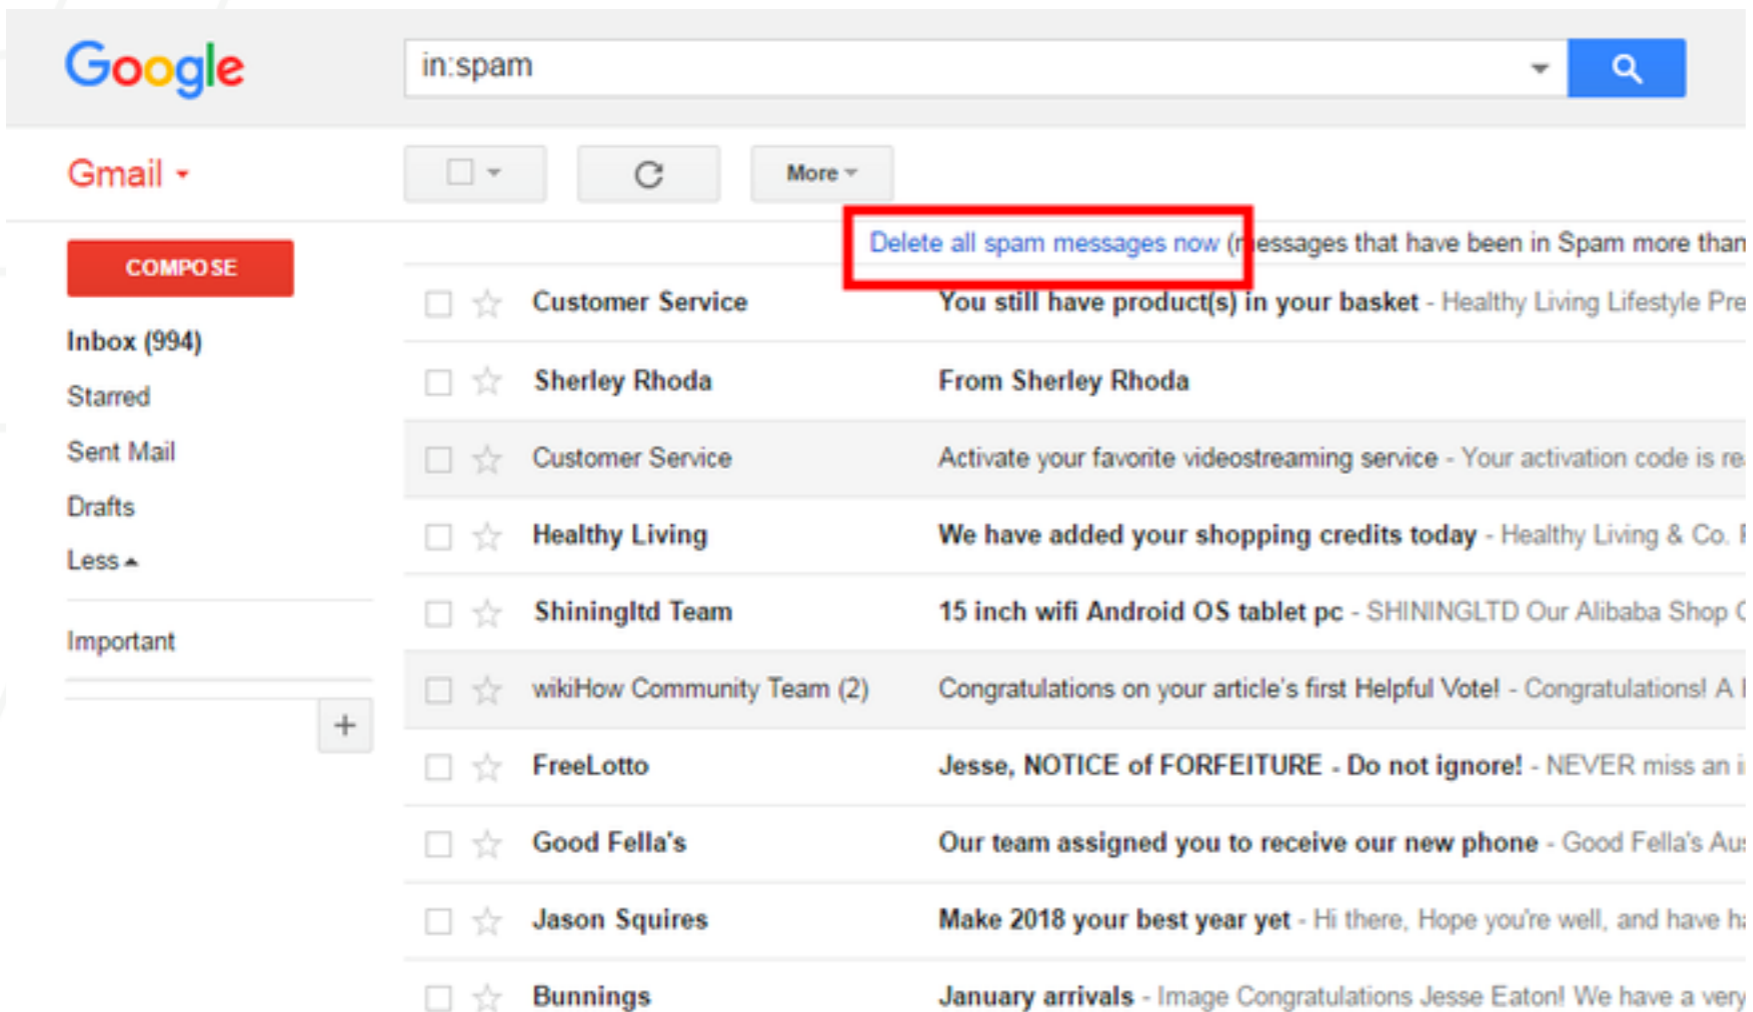 Google
in:spam
Gmail
More
Delete all spam messages now (messages that have been in Spam more than
COMPOSE
Inbox (994)
Starred
Sent Mail
Drafts
Less
Important
+
Customer Service You still have product(s) in your basket - Healthy Living Lifestyle Pre
Sherley Rhoda From Sherley Rhoda
Customer Service Activate your favorite videostreaming service - Your activation code is re
Healthy Living We have added your shopping credits today - Healthy Living & Co.
Shiningltd Team 15 inch wifi Android OS tablet pc - SHININGLTD Our Alibaba Shop
wikiHow Community Team (2) Congratulations on your article's first Helpful Vote! - Congratulations! A
FreeLotto Jesse, NOTICE of FORFEITURE - Do not ignore! - NEVER miss an
Good Fella's Our team assigned you to receive our new phone - Good Fella's Aus
Jason Squires Make 2018 your best year yet - Hi there, Hope you're well, and have ha
Bunnings January arrivals - Image Congratulations Jesse Eaton! We have a very